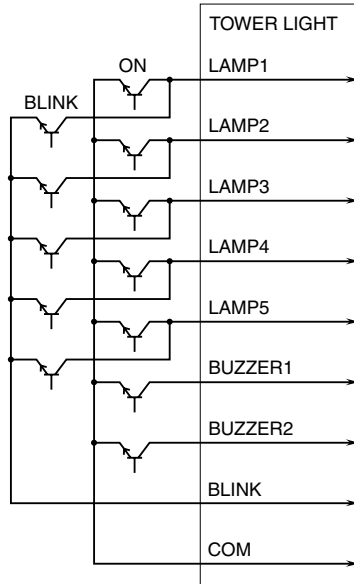 TOWER LIGHT
ON
LAMP1
BLINK
LAMP2
LAMP3
LAMP4
LAMP5
BUZZER1
BUZZER2
BLINK
COM